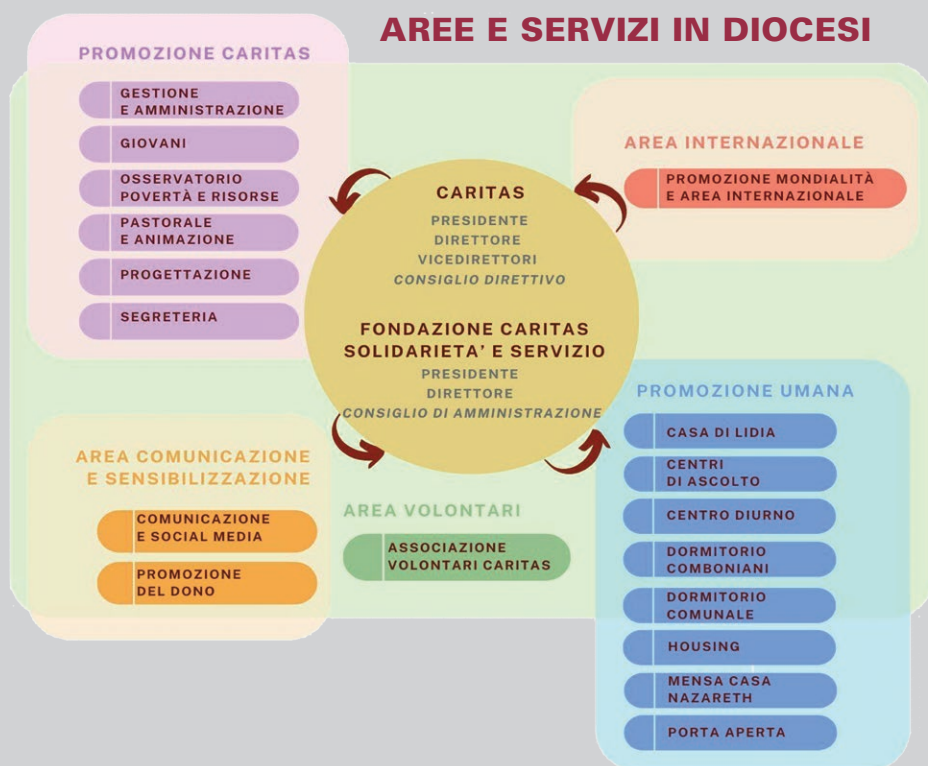 AREE E SERVIZI IN DIOCESI
PROMOZIONE CARITAS
GESTIONE
E AMMINISTRAZIONE
GIOVANI
OSSERVATORIO
POVERTÀ E RISORSE
PASTORALE
E ANIMAZIONE
PROGETTAZIONE
SEGRETERIA
AREA INTERNAZIONALE
PROMOZIONE MONDIALITÀ
E AREA INTERNAZIONALE
CARITAS
PRESIDENTE
DIRETTORE
VICEDIRETTORI
CONSIGLIO DIRETTIVO
FONDAZIONE CARITAS
SOLIDARIETA’ E SERVIZIO
PRESIDENTE
DIRETTORE
CONSIGLIO DI AMMINISTRAZIONE
AREA COMUNICAZIONE
E SENSIBILIZZAZIONE
COMUNICAZIONE
E SOCIAL MEDIA
PROMOZIONE
DEL DONO
AREA VOLONTARI
ASSOCIAZIONE
VOLONTARI CARITAS
PROMOZIONE UMANA
CASA DI LIDIA
CENTRI
DI ASCOLTO
CENTRO DIURNO
DORMITORIO
COMBONIANI
DORMITORIO
COMUNALE
HOUSING
MENSA CASA
NAZARETH
PORTA APERTA